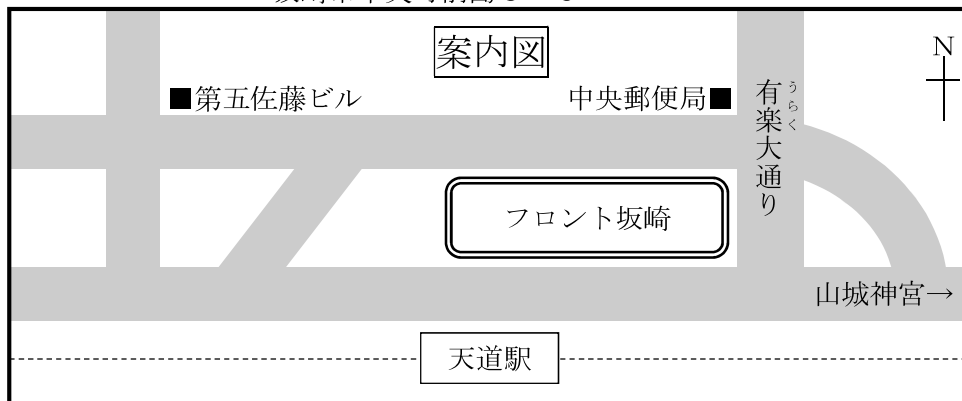 案内図
N
■第五佐藤ビル
中央郵便局■
有楽大通り
うらく
フロント坂崎
山城神宮→
天道駅